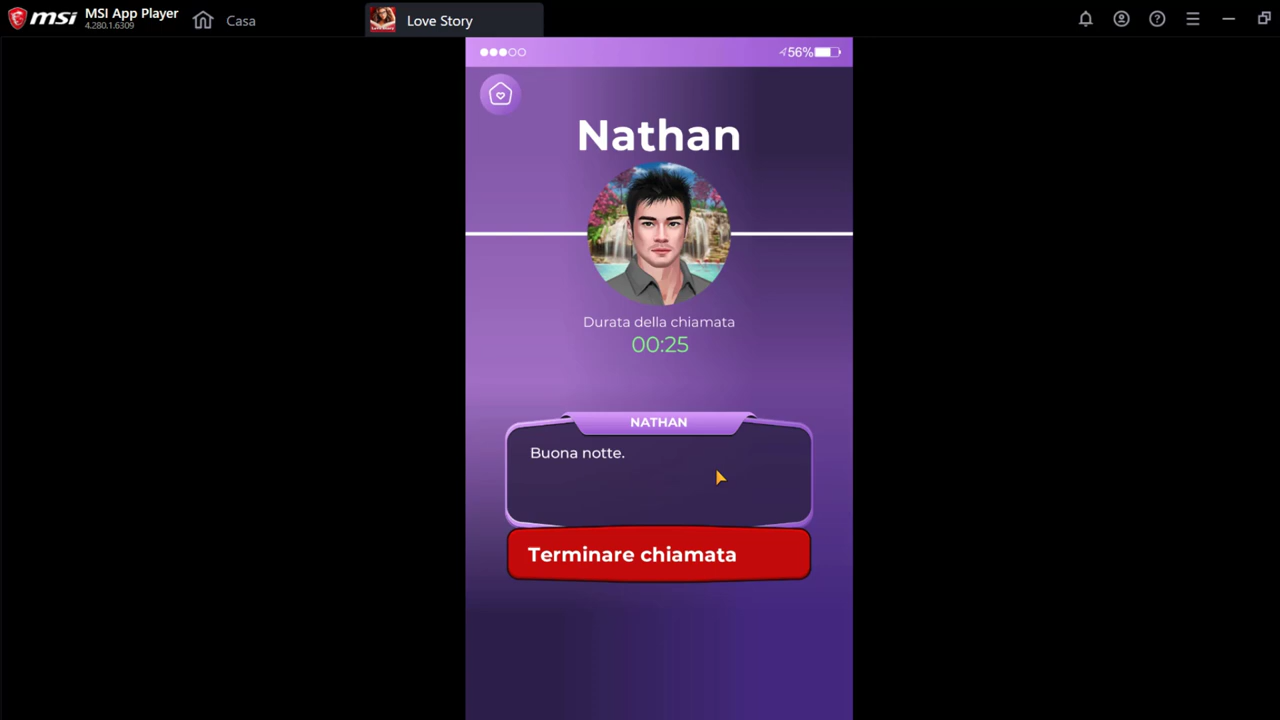 msi MSI App Player
4.280.1.6309
Casa
Love Story
56%
Nathan
Durata della chiamata
00:25
NATHAN
Buona notte.
Terminare chiamata